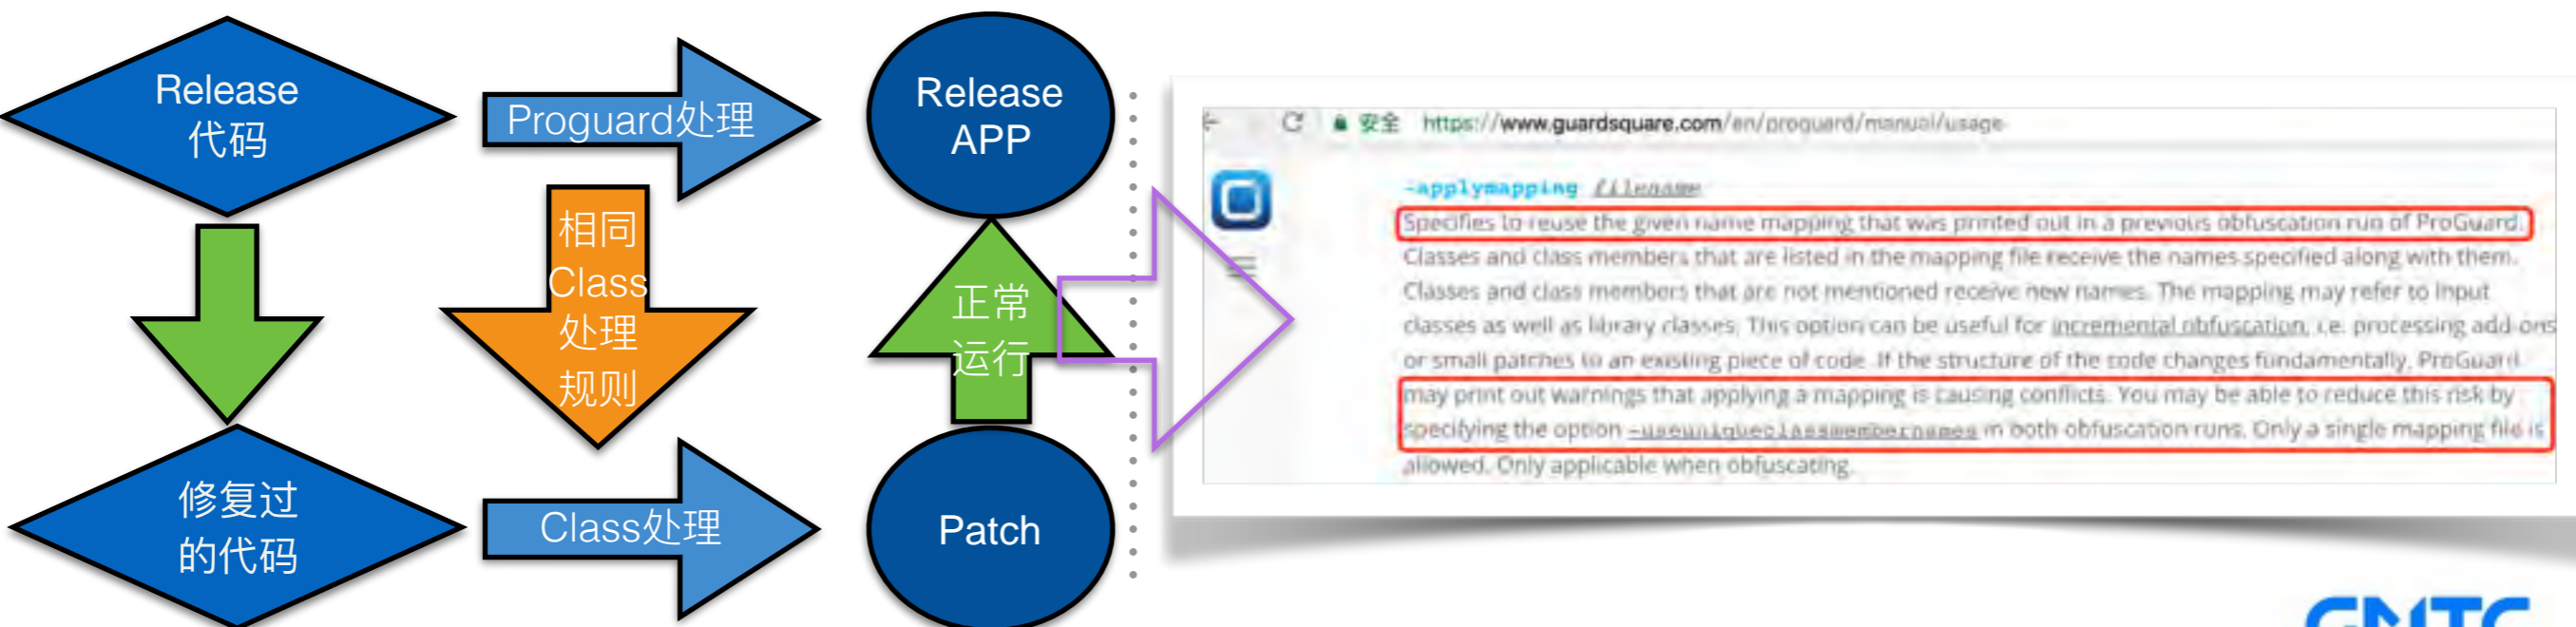 Release
代码
Proguard处理
Release
APP
相同
Class
处理
规则
正常
运行
修复过
的代码
Class处理
Patch
安全 https://www.guardsquare.com/en/proguard/manual/usage
-applymapping filename
Specifies to reuse the given name mapping that was printed out in a previous obfuscation run of ProGuard.
Classes and class members that are listed in the mapping file receive the names specified along with them.
Classes and class members that are not mentioned receive new names. The mapping may refer to input
classes as well as library classes. This option can be useful for incremental obfuscation, i.e. processing add-ons
or small patches to an existing piece of code. If the structure of the code changes fundamentally, ProGuard
may print out warnings that applying a mapping is causing conflicts. You may be able to reduce this risk by
specifying the option -useuniqueclassmembernames in both obfuscation runs. Only a single mapping file is
allowed. Only applicable when obfuscating.
GMTC